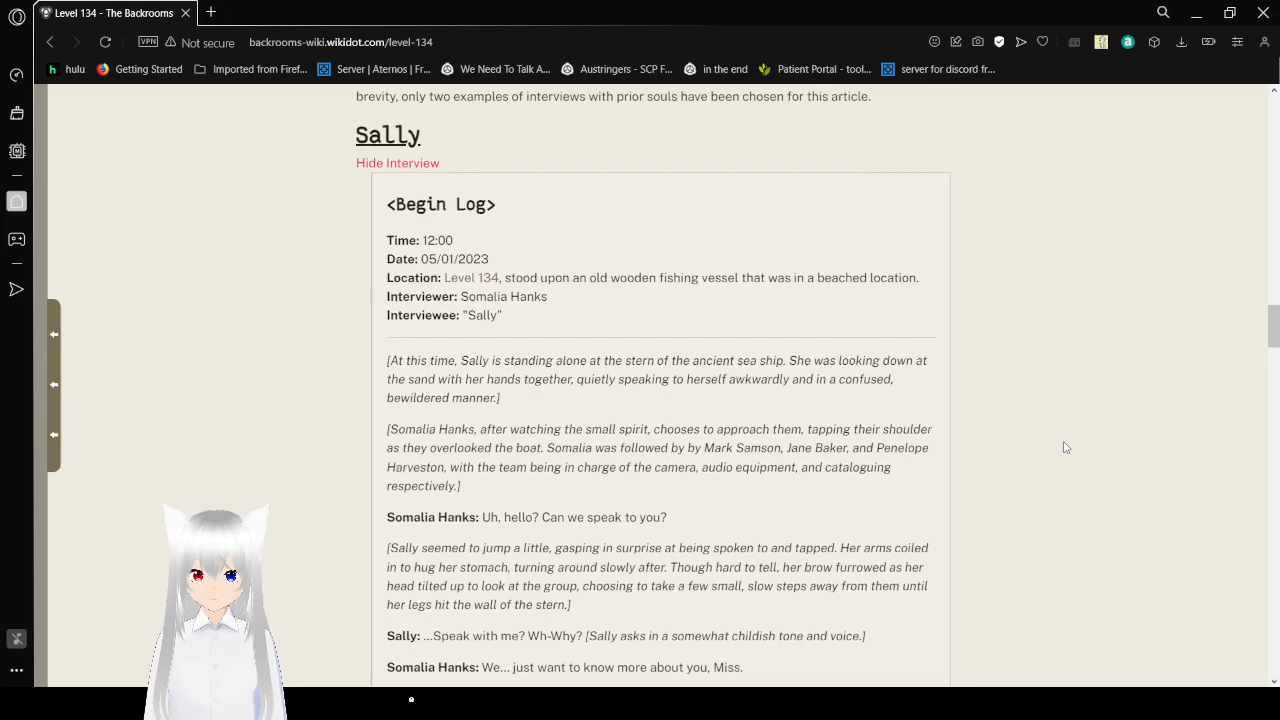 Level 134 - The Backrooms
VPN Not secure backrooms-wiki.wikidot.com/level-134
hulu Getting Started Imported from Firef... Server | Aternos | Fr... We Need To Talk A... Austringers - SCP F... in the end Patient Portal - tool... server for discord fr...
brevity, only two examples of interviews with prior souls have been chosen for this article.
Sally
Hide Interview
<Begin Log>
Time: 12:00
Date: 05/01/2023
Location: Level 134, stood upon an old wooden fishing vessel that was in a beached location.
Interviewer: Somalia Hanks
Interviewee: "Sally"
[At this time, Sally is standing alone at the stern of the ancient sea ship. She was looking down at
the sand with her hands together, quietly speaking to herself awkwardly and in a confused,
bewildered manner.]
[Somalia Hanks, after watching the small spirit, chooses to approach them, tapping their shoulder
as they overlooked the boat. Somalia was followed by by Mark Samson, Jane Baker, and Penelope
Harveston, with the team being in charge of the camera, audio equipment, and cataloguing
respectively.]
Somalia Hanks: Uh, hello? Can we speak to you?
[Sally seemed to jump a little, gasping in surprise at being spoken to and tapped. Her arms coiled
in to hug her stomach, turning around slowly after. Though hard to tell, her brow furrowed as her
head tilted up to look at the group, choosing to take a few small, slow steps away from them until
her legs hit the wall of the stern.]
Sally: ...Speak with me? Wh-Why? [Sally asks in a somewhat childish tone and voice.]
Somalia Hanks: We... just want to know more about you, Miss.